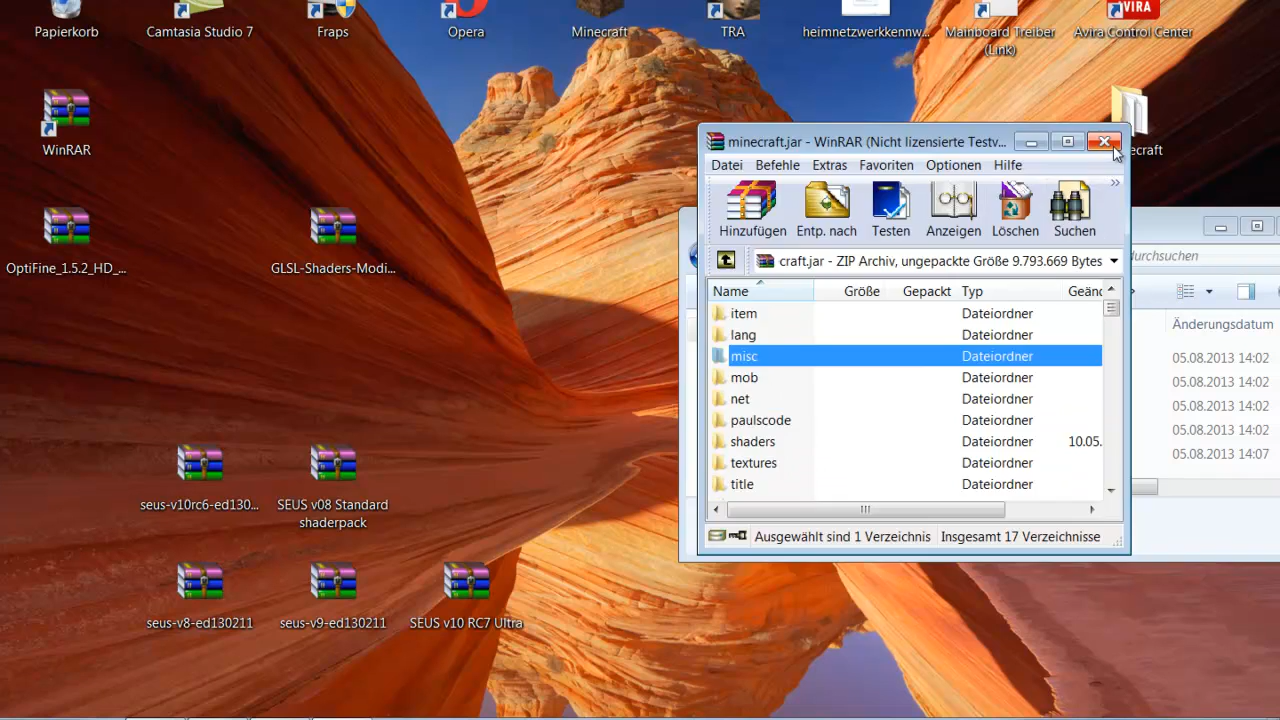 Papierkorb
Camtasia Studio 7
Fraps
Opera
Minecraft
TRA
heimnetzwerkkennw...
Mainboard Treiber
(Link)
AVIRA
Avira Control Center
WinRAR
OptiFine_1.5.2_HD_...
GLSL-Shaders-Modi...
seus-v10rc6-ed130...
SEUS v08 Standard
shaderpack
seus-v8-ed130211
seus-v9-ed130211
SEUS v10 RC7 Ultra
ecraft
minecraft.jar - WinRAR (Nicht lizensierte Testv...
Datei Befehle Extras Favoriten Optionen Hilfe
Hinzufügen Entp. nach Testen Anzeigen Löschen Suchen
craft.jar - ZIP Archiv, ungepackte Größe 9.793.669 Bytes
Name Größe Gepackt Typ Geänd
item Dateiordner
lang Dateiordner
misc Dateiordner
mob Dateiordner
net Dateiordner
paulscode Dateiordner
shaders Dateiordner 10.05.
textures Dateiordner
title Dateiordner
Ausgewählt sind 1 Verzeichnis Insgesamt 17 Verzeichnisse
durchsuchen
Änderungsdatum
05.08.2013 14:02
05.08.2013 14:02
05.08.2013 14:02
05.08.2013 14:02
05.08.2013 14:07